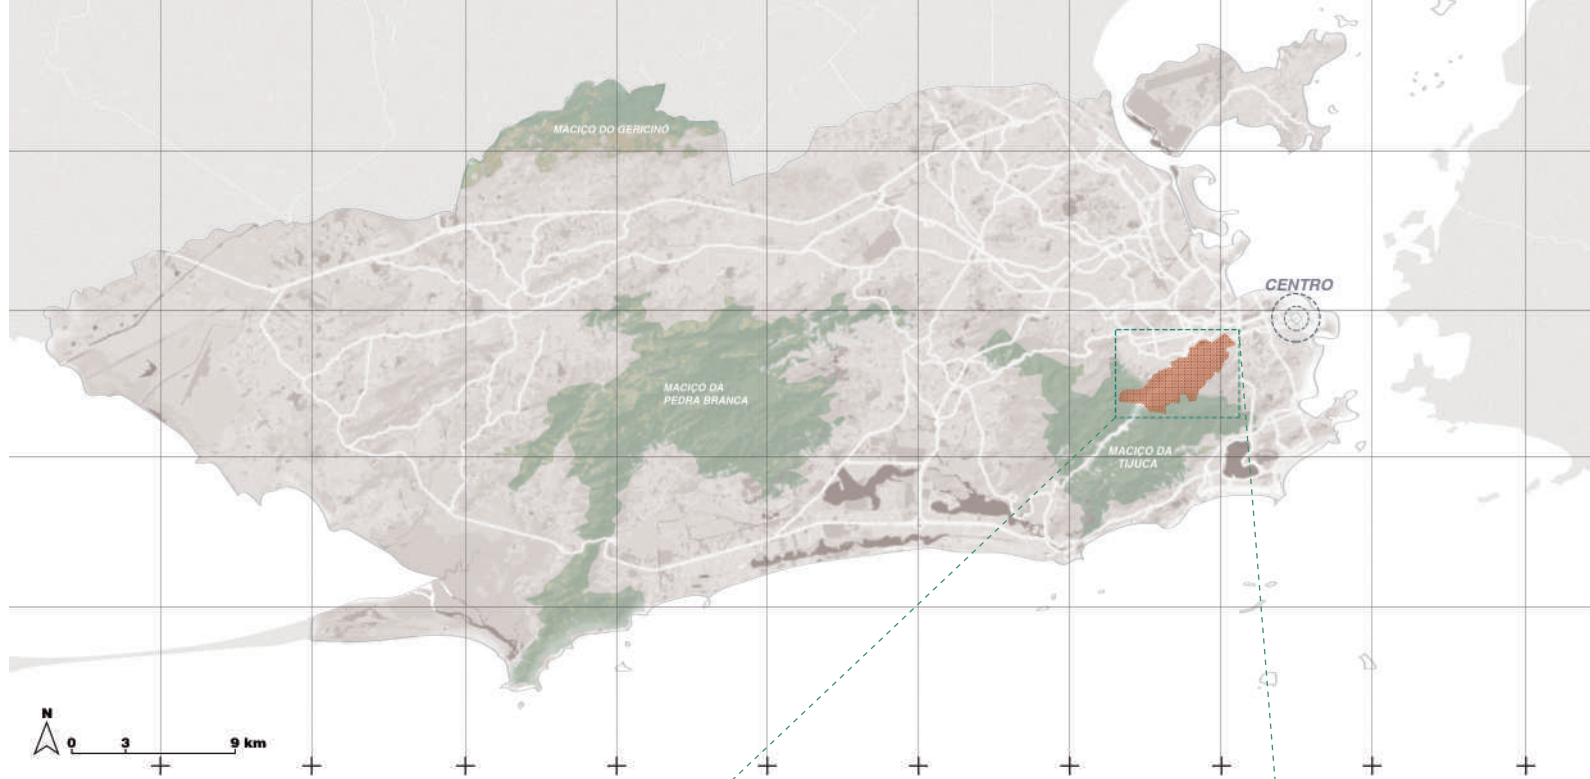 MACIÇO DO GERICINÓ
CENTRO
MACIÇO DA
PEDRA BRANCA
MACIÇO DA
TIJUCA
N
0 3 9 km